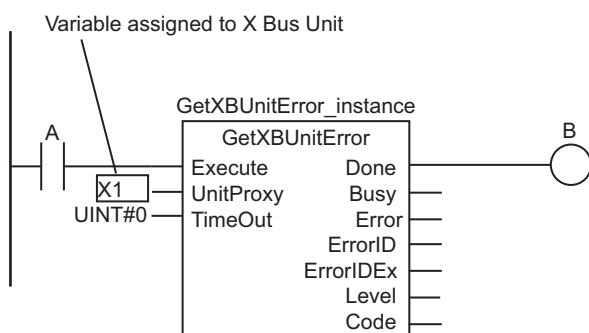 Variable assigned to X Bus Unit
GetXBUnitError_instance
A
GetXBUnitError
B
Execute Done
X1 UnitProxy Busy
UINT#0 TimeOut Error
ErrorID
ErrorIDEx
Level
Code